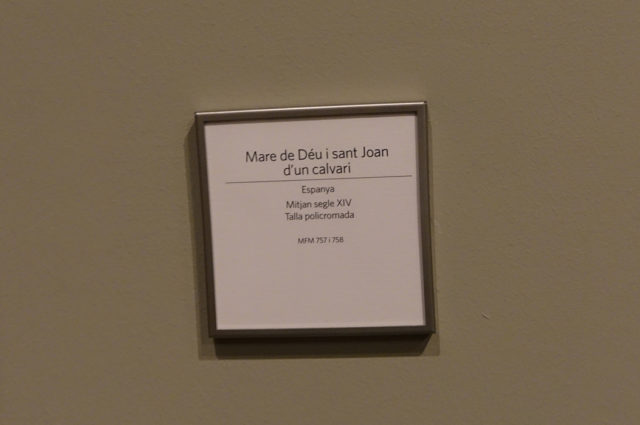 Mare de Déu i sant Joan
d'un calvari
Espanya
Mitjan segle XIV
Talla policromada
MFM 757 i 758